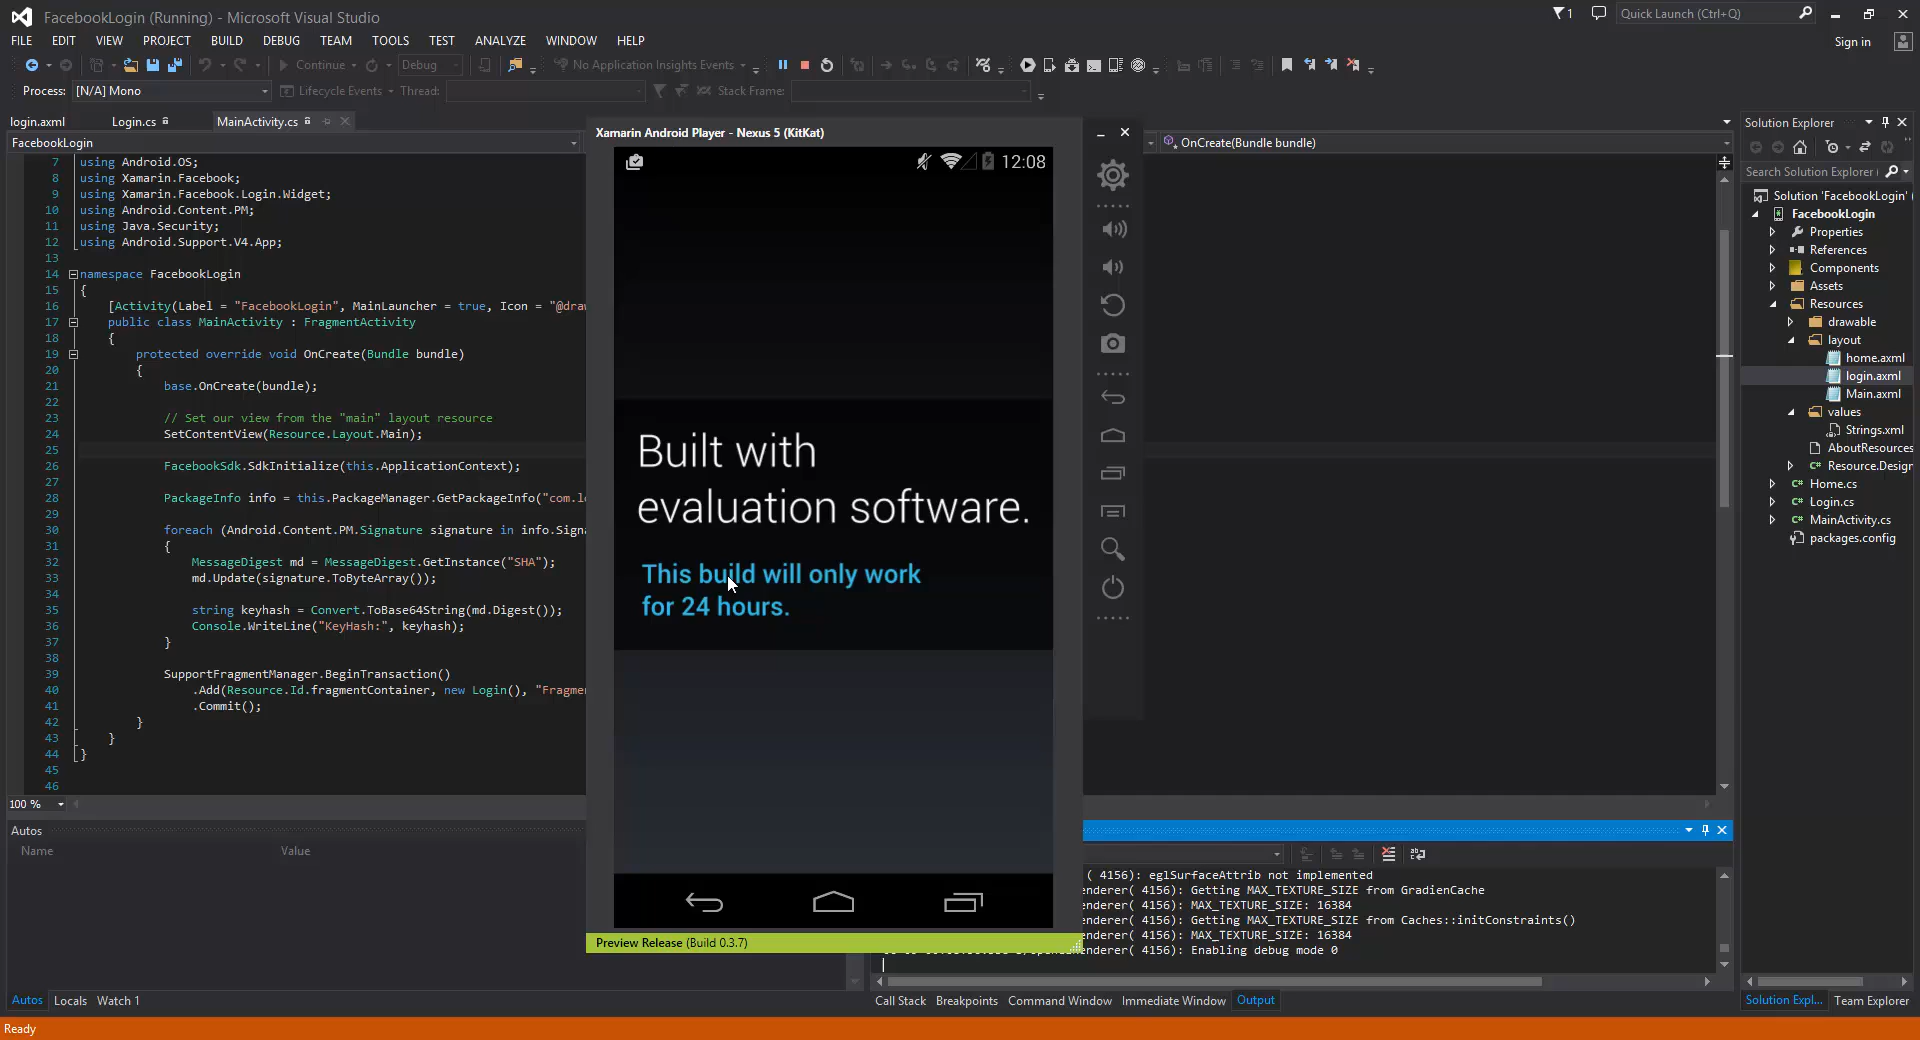 FacebookLogin (Running) - Microsoft Visual Studio
1
Quick Launch (Ctrl+Q)
FILE EDIT VIEW PROJECT BUILD DEBUG TEAM TOOLS TEST ANALYZE WINDOW HELP
Sign in
Continue
Debug
No Application Insights Events
Process: [N/A] Mono
Lifecycle Events
Thread:
Stack Frame:
login.axml
Login.cs
MainActivity.cs
FacebookLogin
OnCreate(Bundle bundle)
7 using Android.OS;
8 using Xamarin.Facebook;
9 using Xamarin.Facebook.Login.Widget;
10 using Android.Content.PM;
11 using Java.Security;
12 using Android.Support.V4.App;
13
14 namespace FacebookLogin
15 {
16 [Activity(Label = "FacebookLogin", MainLauncher = true, Icon = "@draw
17 public class MainActivity : FragmentActivity
18 {
19 protected override void OnCreate(Bundle bundle)
20 {
21 base.OnCreate(bundle);
22
23 // Set our view from the "main" layout resource
24 SetContentView(Resource.Layout.Main);
25
26 FacebookSdk.SdkInitialize(this.ApplicationContext);
27
28 PackageInfo info = this.PackageManager.GetPackageInfo("com.lo
29
30 foreach (Android.Content.PM.Signature signature in info.Signa
31 {
32 MessageDigest md = MessageDigest.GetInstance("SHA");
33 md.Update(signature.ToByteArray());
34
35 string keyhash = Convert.ToBase64String(md.Digest());
36 Console.WriteLine("KeyHash:", keyhash);
37 }
38
39 SupportFragmentManager.BeginTransaction()
40 .Add(Resource.Id.fragmentContainer, new Login(), "Fragmen
41 .Commit();
42 }
43 }
44 }
45
46
100 %
Xamarin Android Player - Nexus 5 (KitKat)
12:08
Built with
evaluation software.
This build will only work
for 24 hours.
Preview Release (Build 0.3.7)
Solution Explorer
Search Solution Explorer (
Solution 'FacebookLogin' (
FacebookLogin
Properties
References
Components
Assets
Resources
drawable
layout
home.axml
login.axml
Main.axml
values
Strings.xml
AboutResources
Resource.Design
Home.cs
Login.cs
MainActivity.cs
packages.config
Autos
Name Value
( 4156): eglSurfaceAttrib not implemented
enderer( 4156): Getting MAX_TEXTURE_SIZE from GradienCache
enderer( 4156): MAX_TEXTURE_SIZE: 16384
enderer( 4156): Getting MAX_TEXTURE_SIZE from Caches::initConstraints()
enderer( 4156): MAX_TEXTURE_SIZE: 16384
enderer( 4156): Enabling debug mode 0
Autos Locals Watch 1
Call Stack Breakpoints Command Window Immediate Window Output
Solution Expl... Team Explorer
Ready